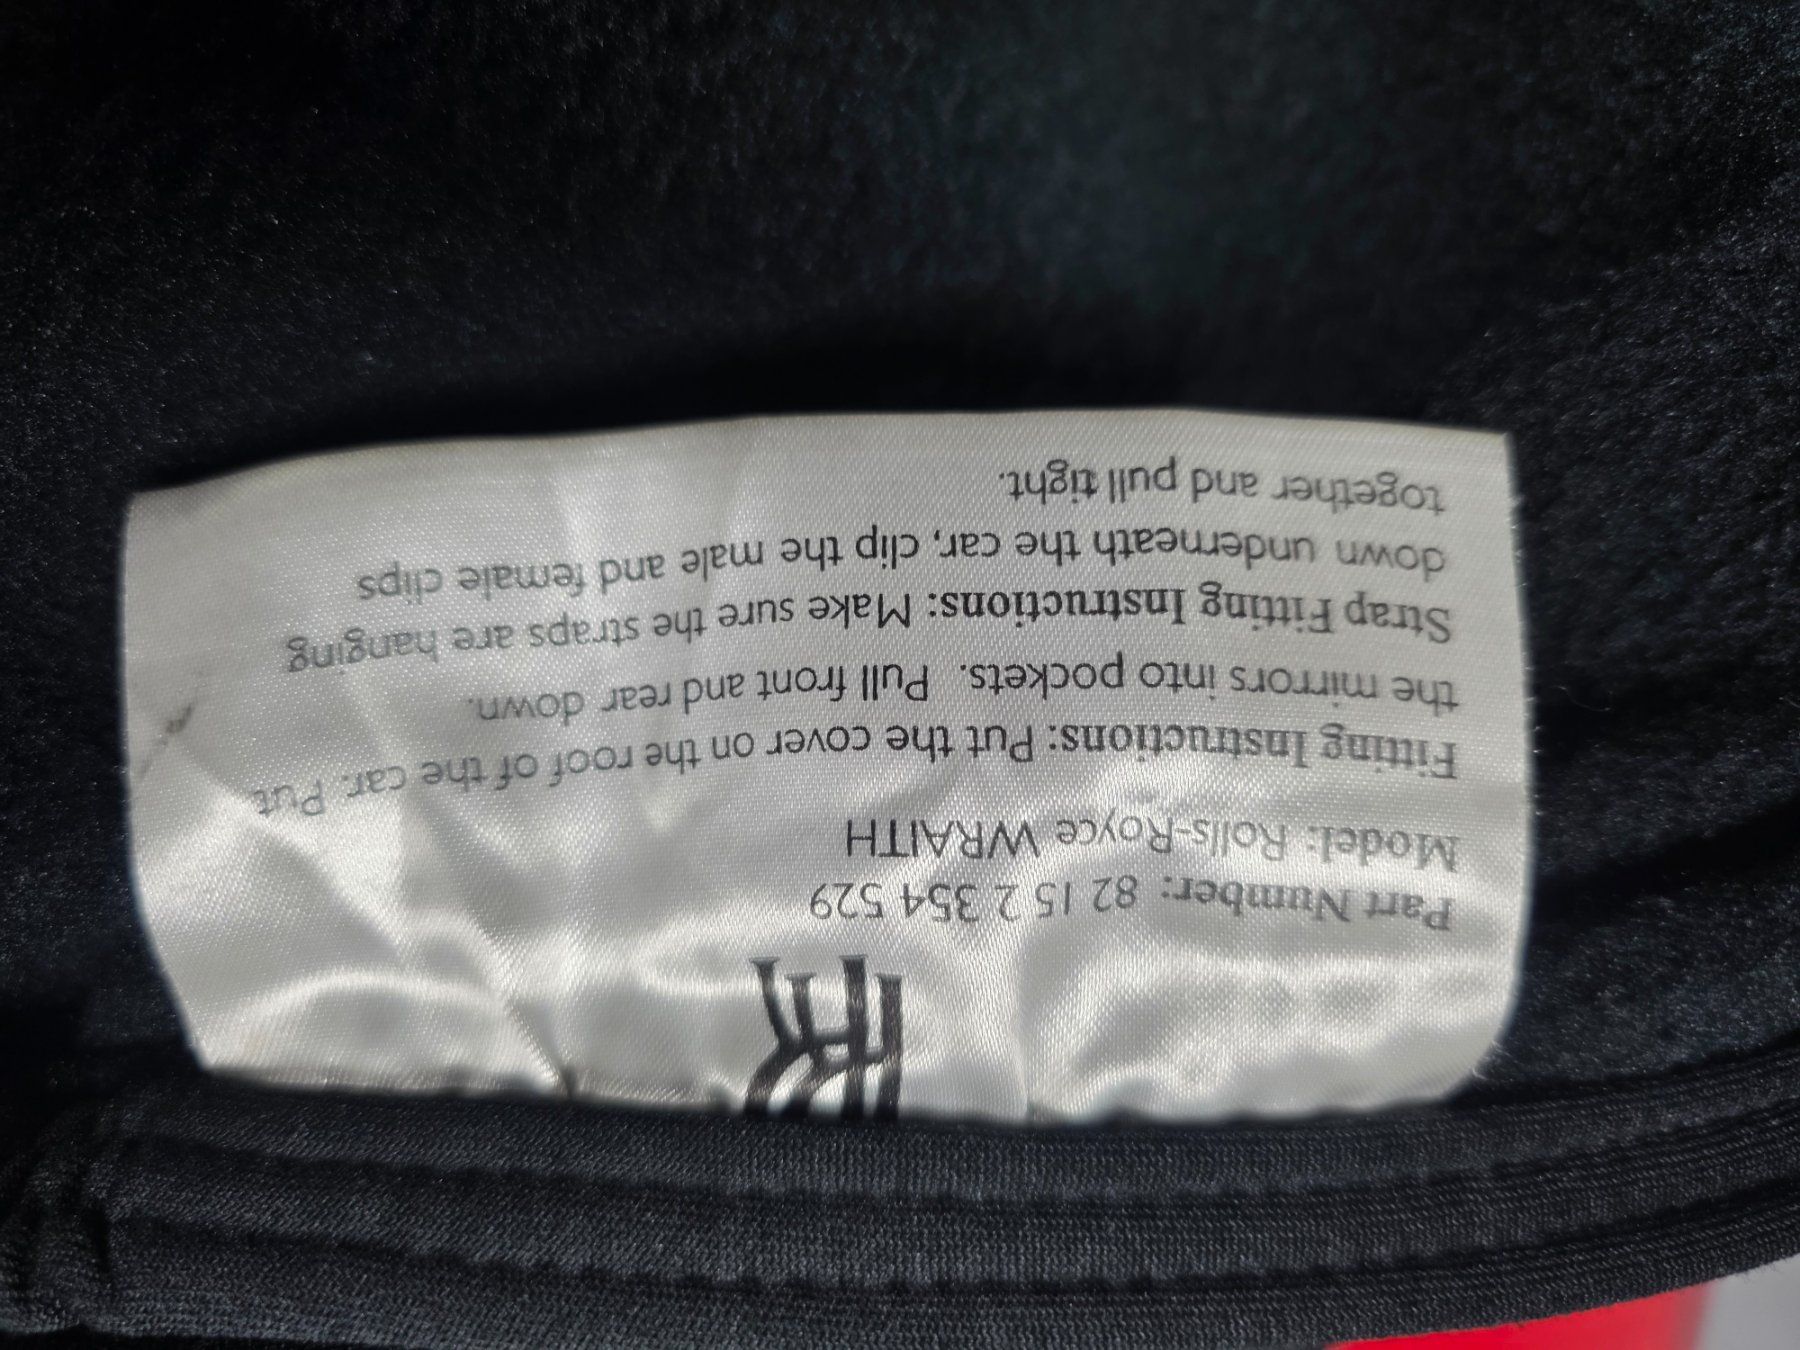 RR
Part Number: 82 15 2 354 529
Model: Rolls-Royce WRAITH
Fitting Instructions: Put the cover on the roof of the car. Put
the mirrors into pockets. Pull front and rear down.
Strap Fitting Instructions: Make sure the straps are hanging
down underneath the car, clip the male and female clips
together and pull tight.